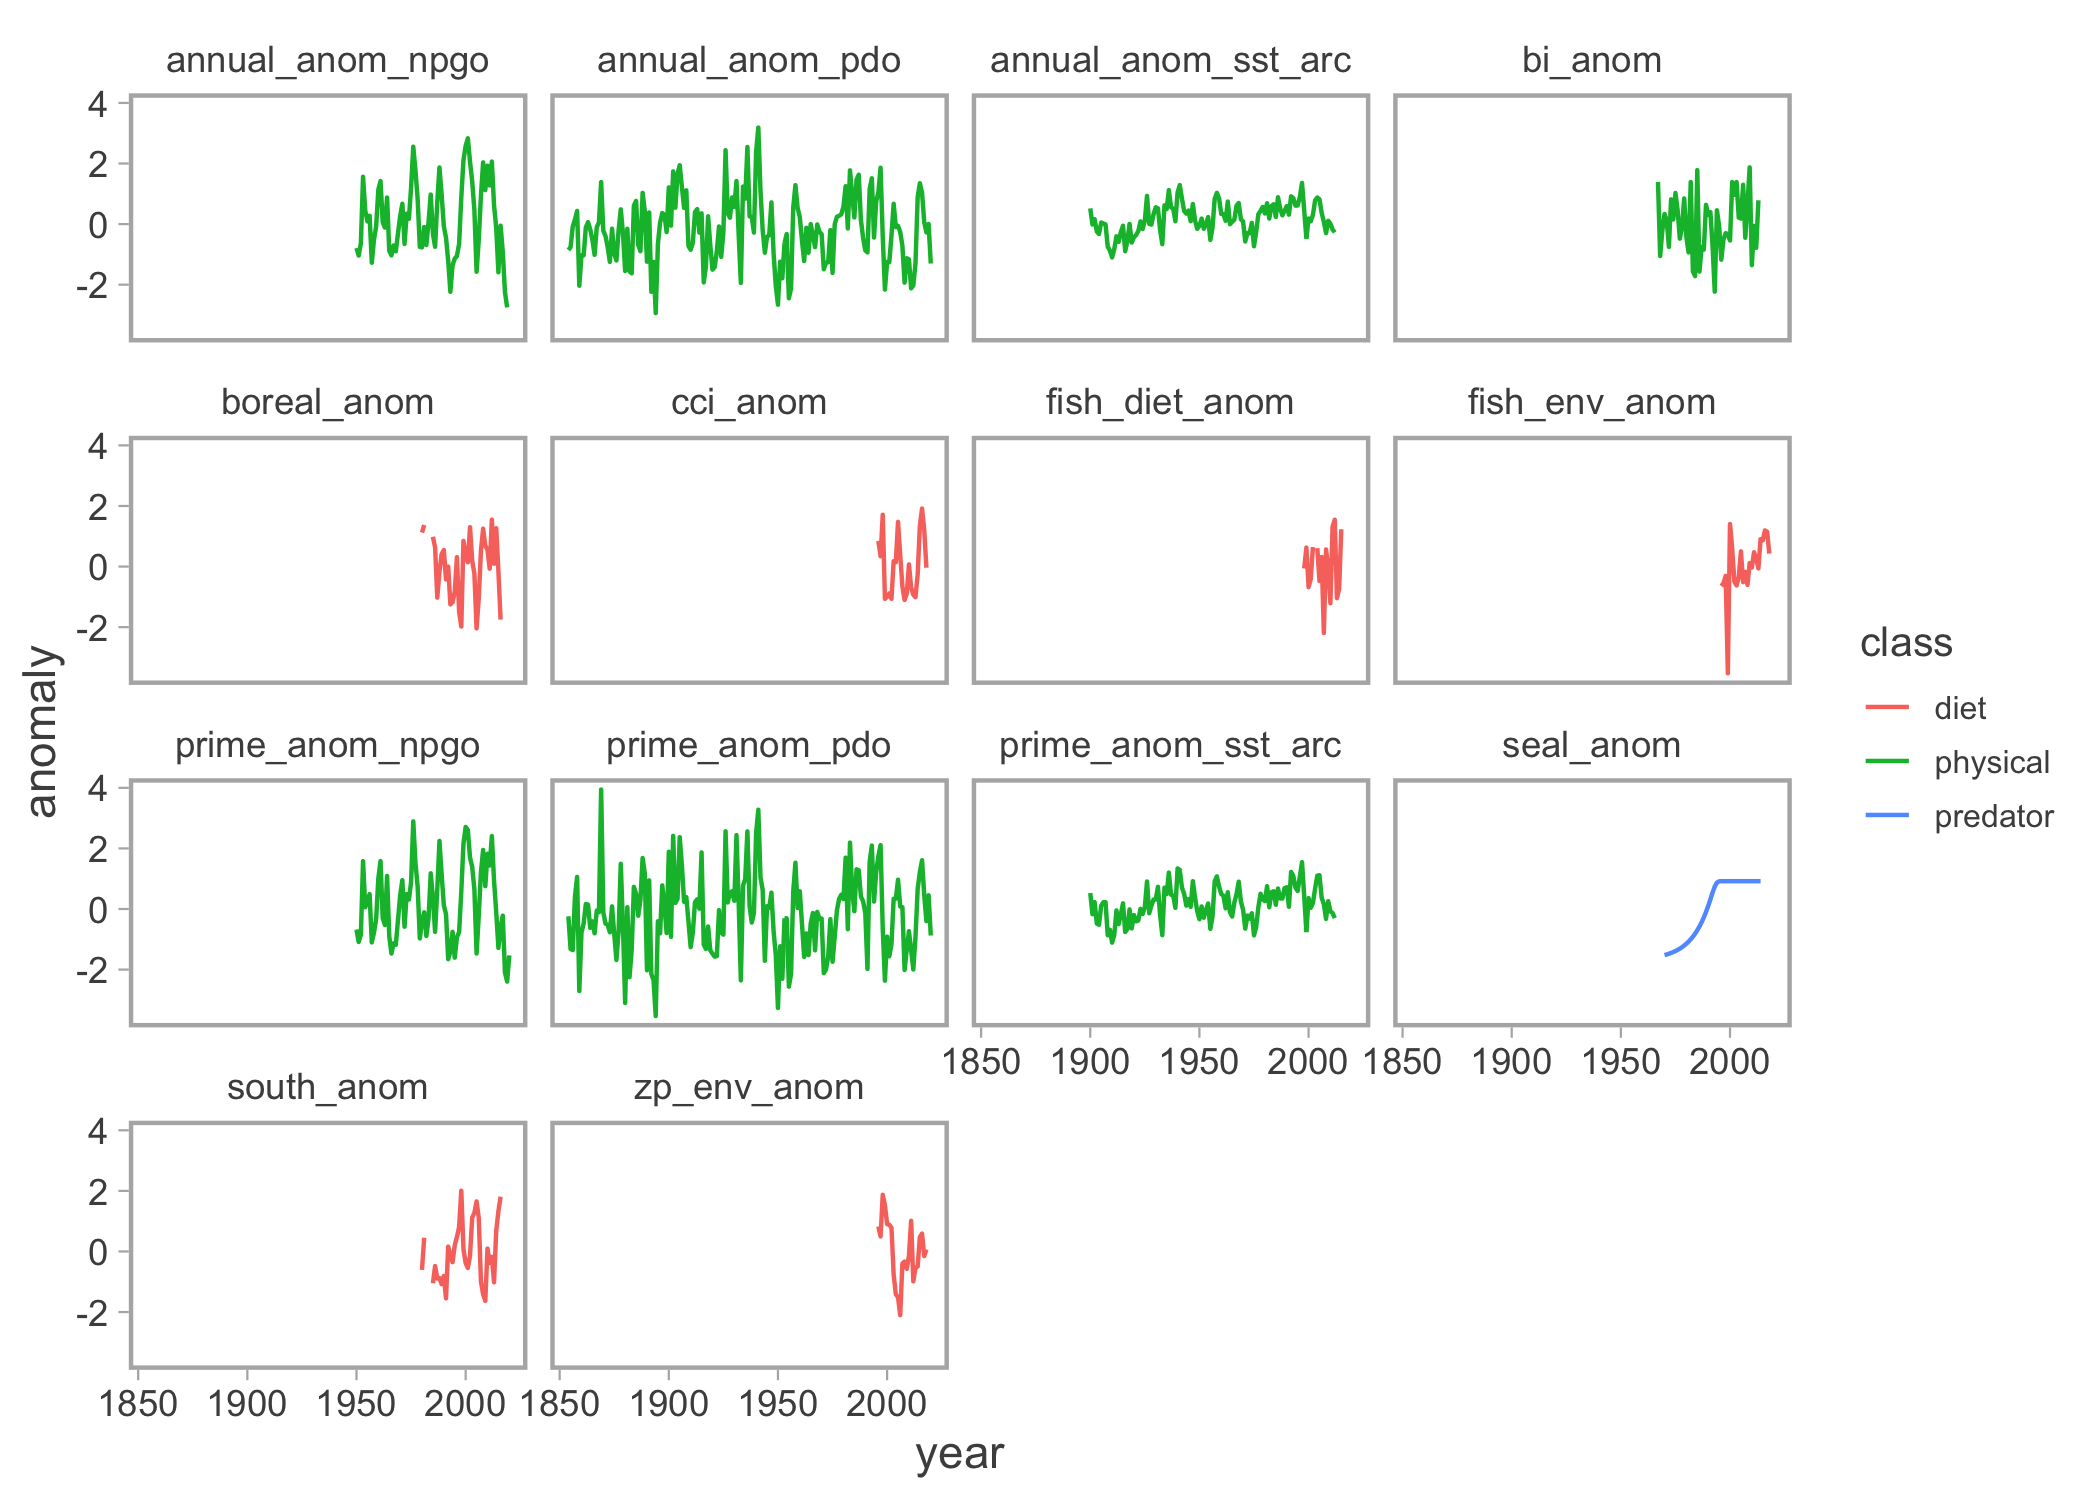 annual_anom_npgo annual_anom_pdo annual_anom_sst_arc bi_anom
4
2
0
-2
boreal_anom cci_anom fish_diet_anom fish_env_anom
4
2
0
-2
prime_anom_npgo prime_anom_pdo prime_anom_sst_arc seal_anom
4
2
0
-2
1850 1900 1950 2000 1850 1900 1950 2000
south_anom zp_env_anom
4
2
0
-2
1850 1900 1950 2000 1850 1900 1950 2000
year
anomaly
class
diet
physical
predator